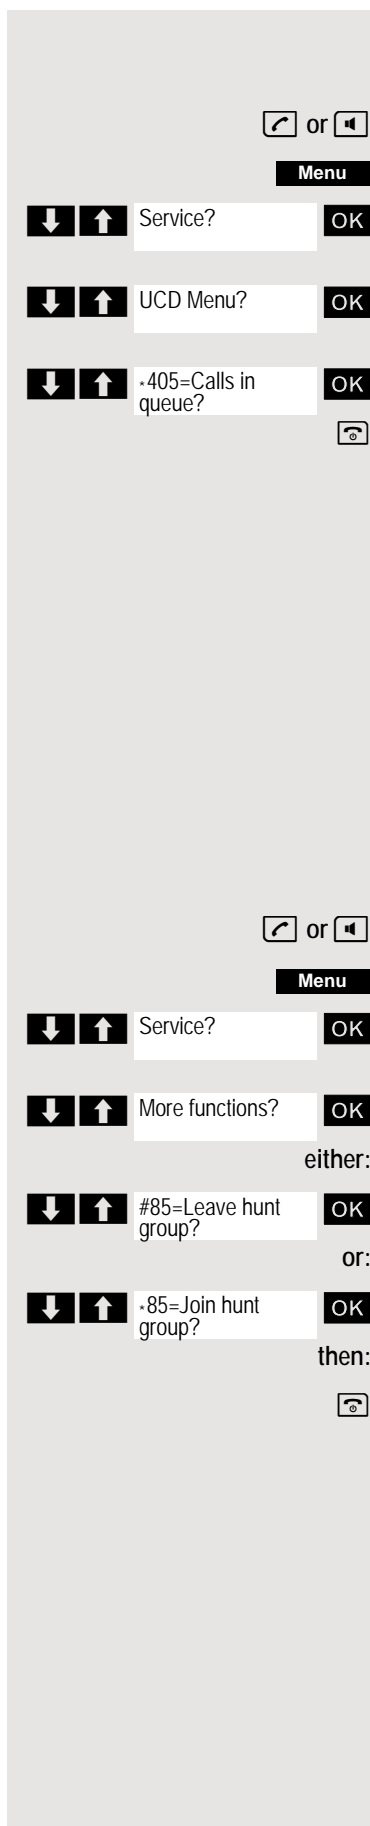 or
Menu
Service? OK
UCD Menu? OK
*405=Calls in
queue? OK
or
Menu
Service? OK
More functions? OK
either:
#85=Leave hunt
group? OK
or:
*85=Join hunt
group? OK
then: